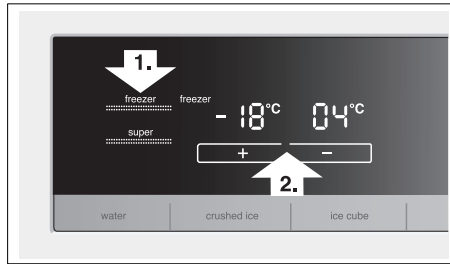 1.
freezer freezer
- 18°C 04°C
super
+ -
2.
water crushed ice ice cube